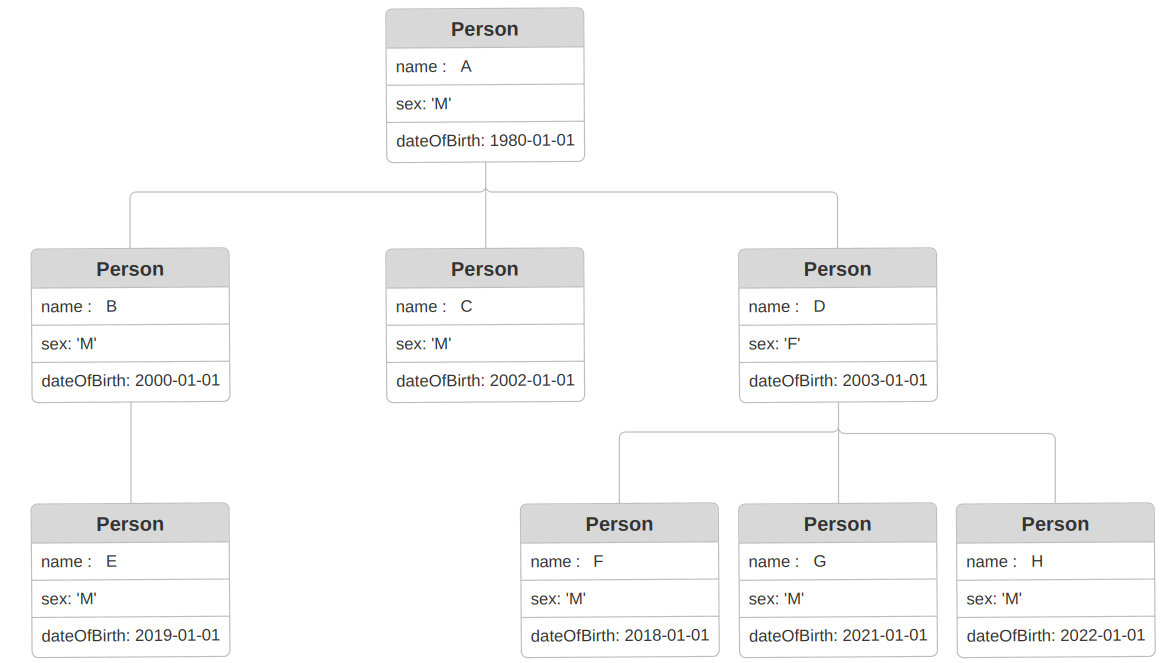 Person
name : A
sex: 'M'
dateOfBirth: 1980-01-01
Person
name : B
sex: 'M'
dateOfBirth: 2000-01-01
Person
name : C
sex: 'M'
dateOfBirth: 2002-01-01
Person
name : D
sex: 'F'
dateOfBirth: 2003-01-01
Person
name : E
sex: 'M'
dateOfBirth: 2019-01-01
Person
name : F
sex: 'M'
dateOfBirth: 2018-01-01
Person
name : G
sex: 'M'
dateOfBirth: 2021-01-01
Person
name : H
sex: 'M'
dateOfBirth: 2022-01-01